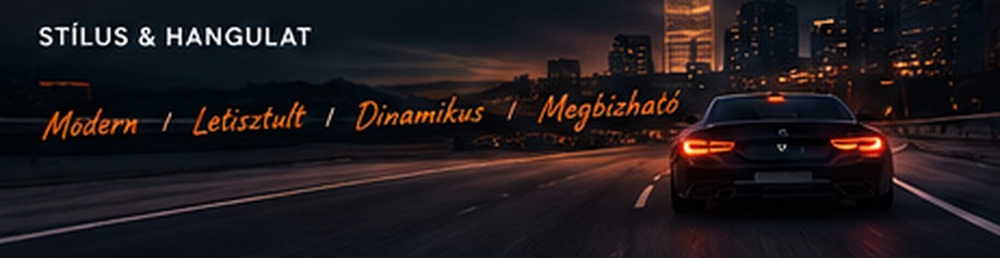 STÍLUS & HANGULAT
Modern / Letisztult / Dinamikus / Megbízható